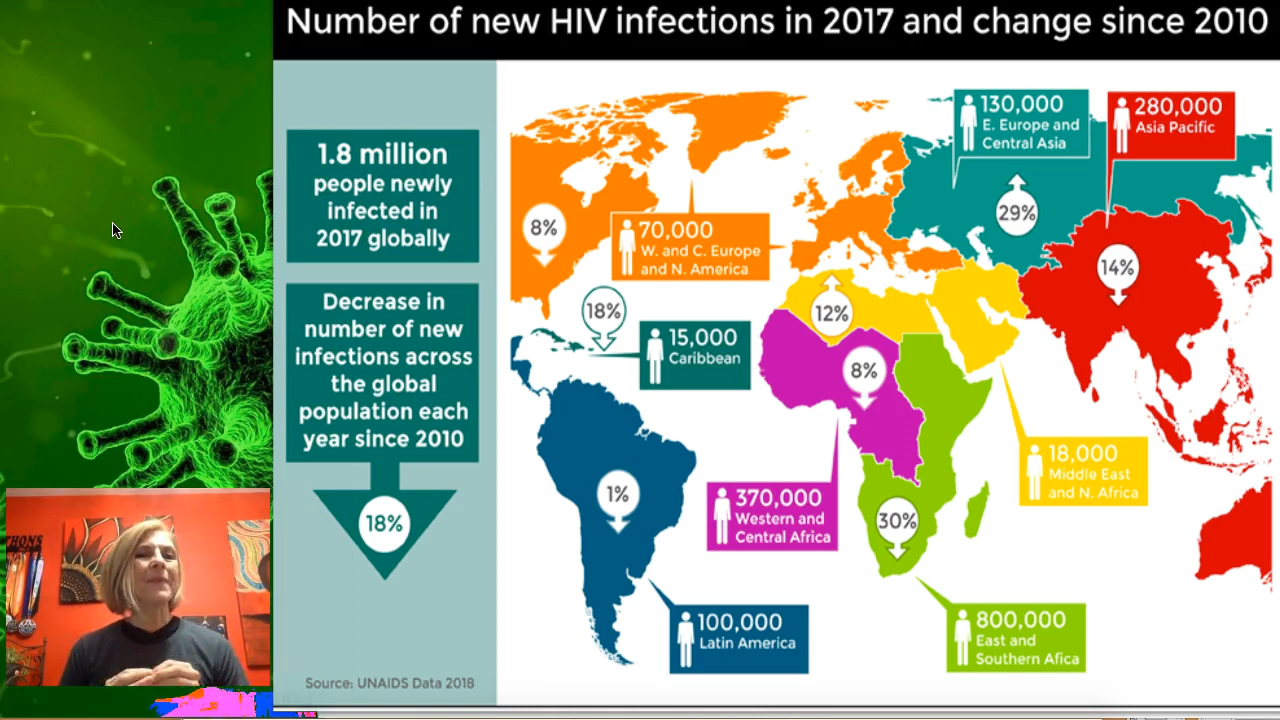 Number of new HIV infections in 2017 and change since 2010
1.8 million
people newly
infected in
2017 globally
Decrease in
number of new
infections across
the global
population each
year since 2010
18%
Source: UNAIDS Data 2018
8%
70,000
W. and C. Europe
and N. America
18%
15,000
Caribbean
1%
100,000
Latin America
370,000
Western and
Central Africa
8%
12%
30%
800,000
East and
Southern Afica
18,000
Middle East
and N. Africa
130,000
E. Europe and
Central Asia
29%
280,000
Asia Pacific
14%